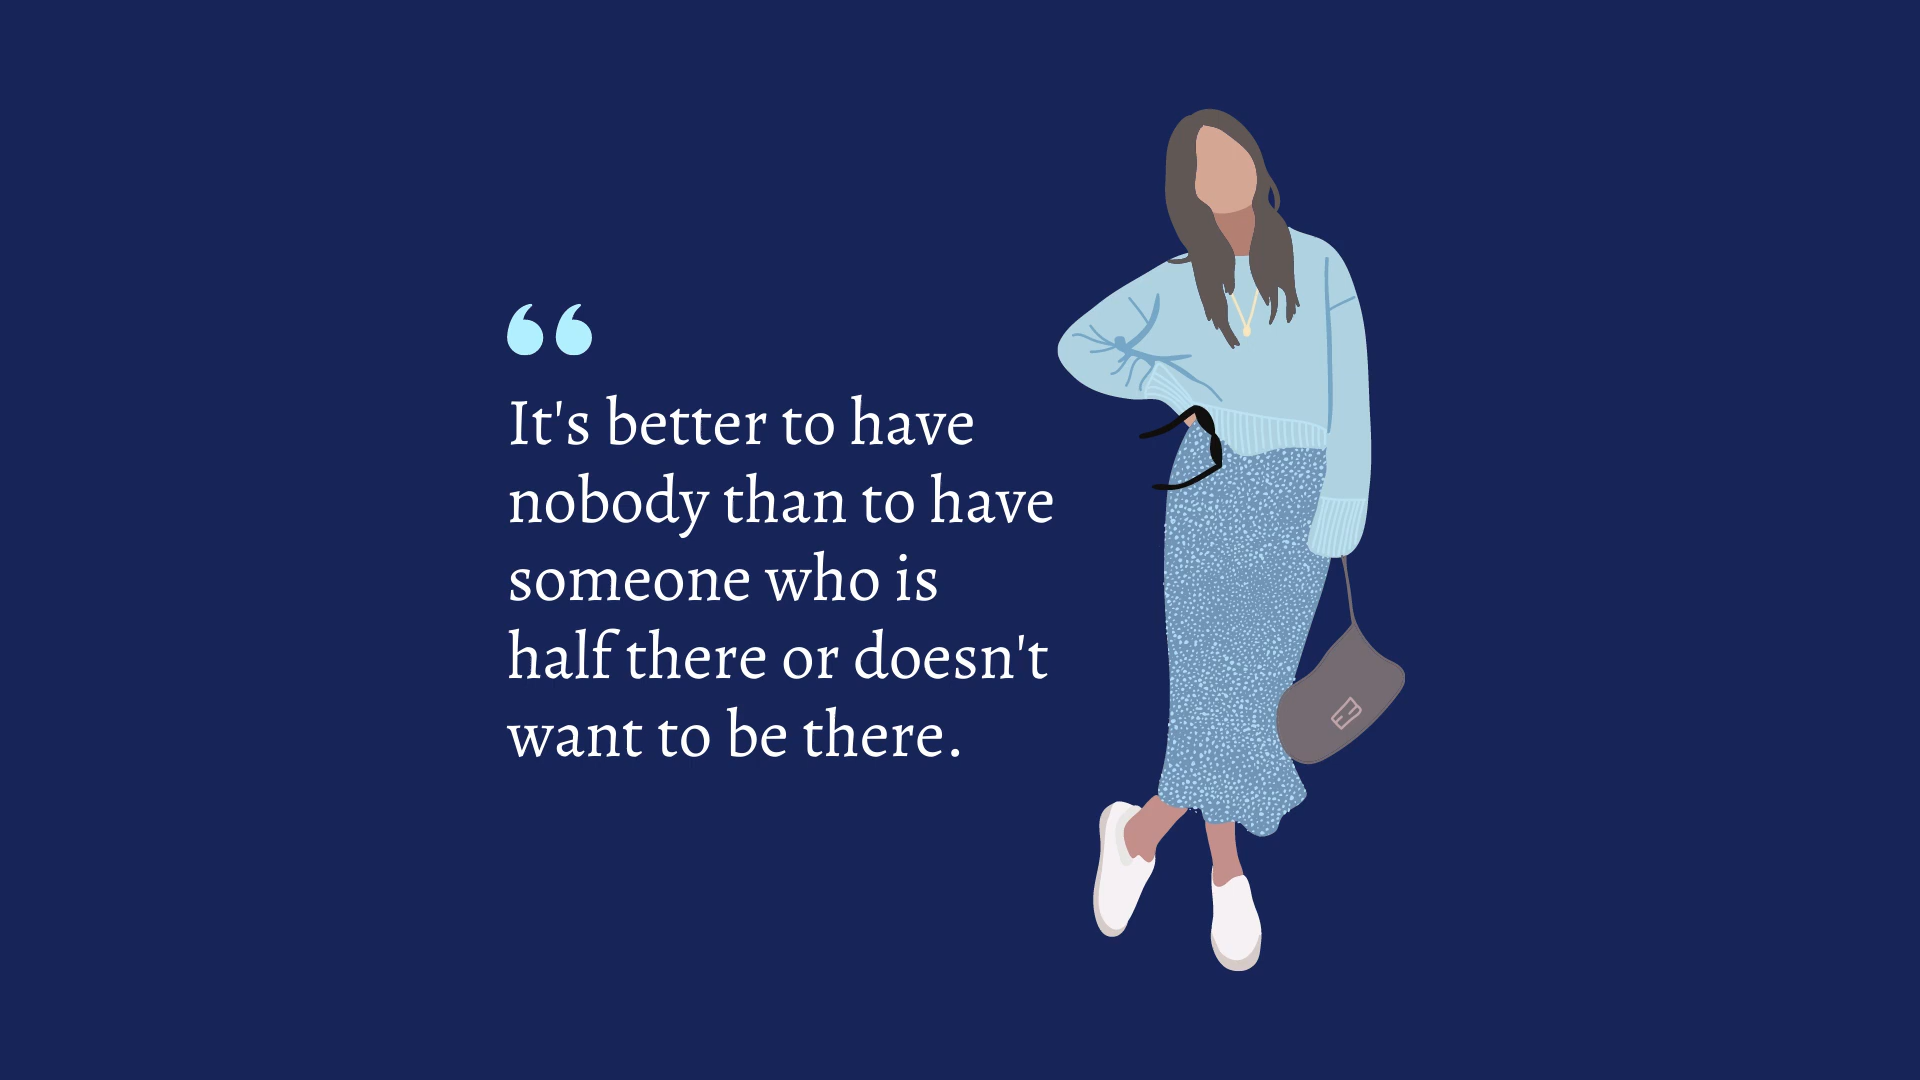 It's better to have
nobody than to have
someone who is
half there or doesn't
want to be there.